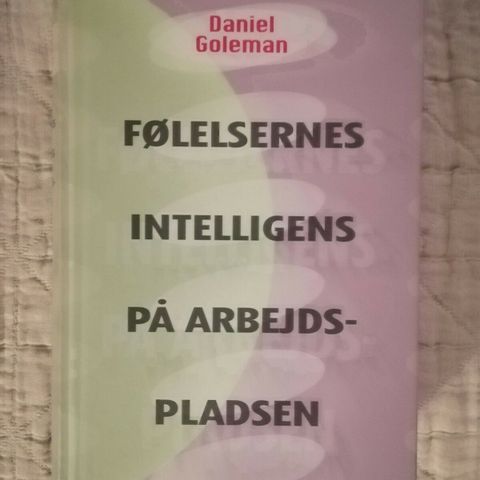 Daniel
Goleman
FØLELSERNES
INTELLIGENS
PÅ ARBEJDS-
PLADSEN